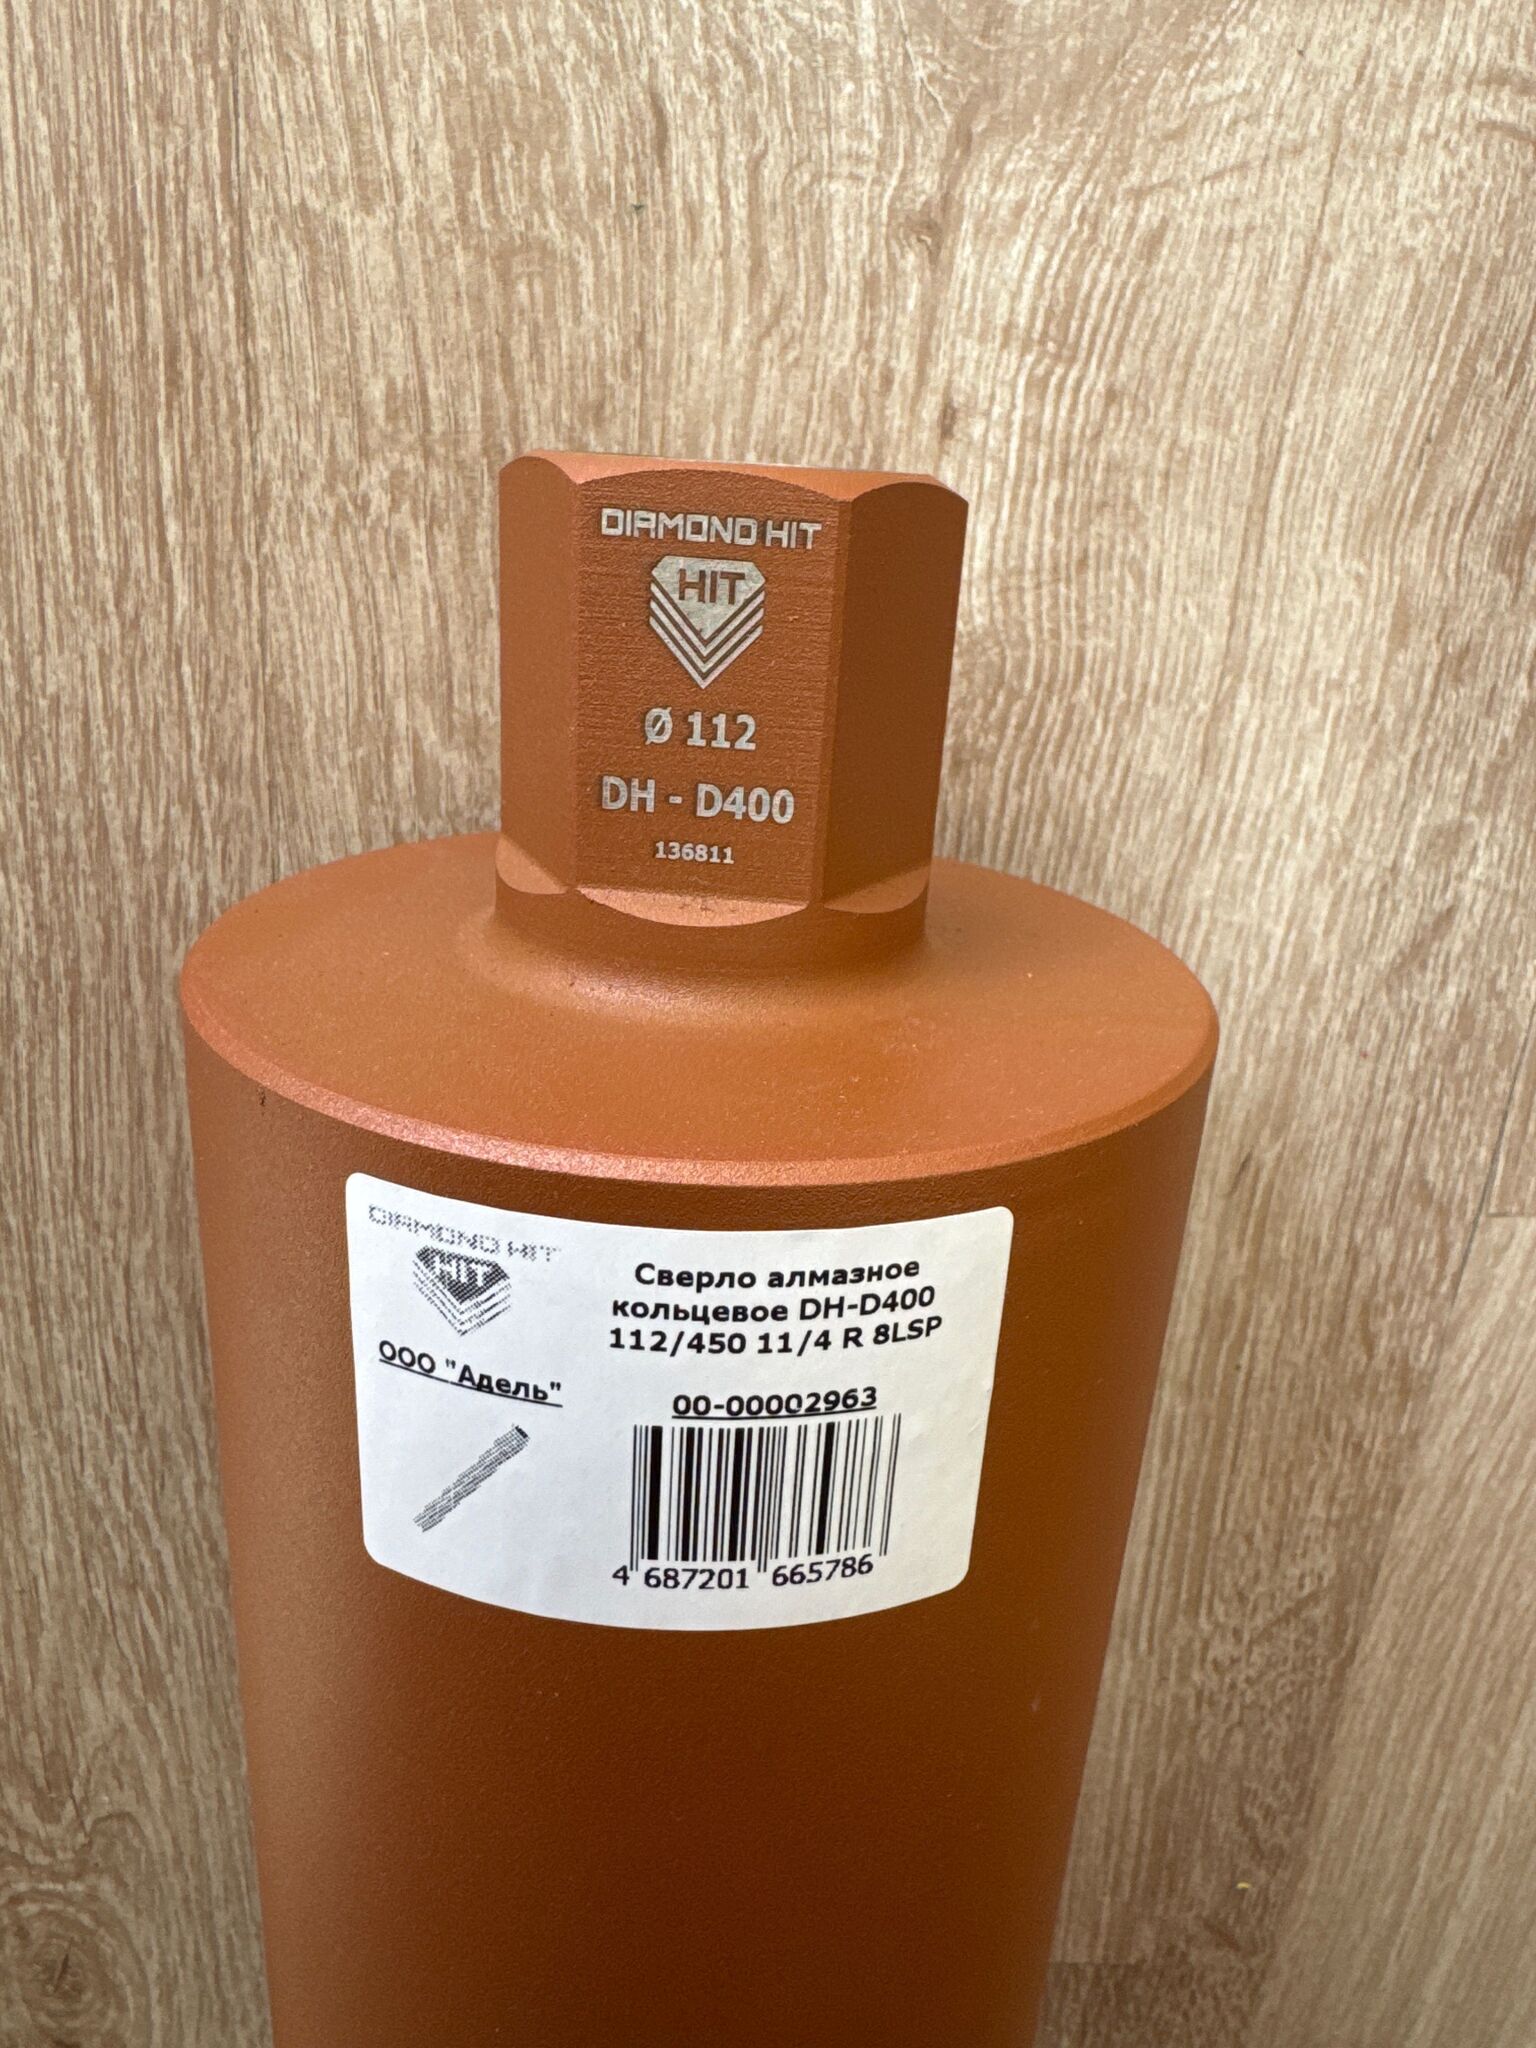 DIAMOND HIT
HIT
Ø 112
DH - D400
136811
DIAMOND HIT
HIT
ООО "Адель"
Сверло алмазное
кольцевое DH-D400
112/450 11/4 R 8LSP
00-00002963
4 687201 665786